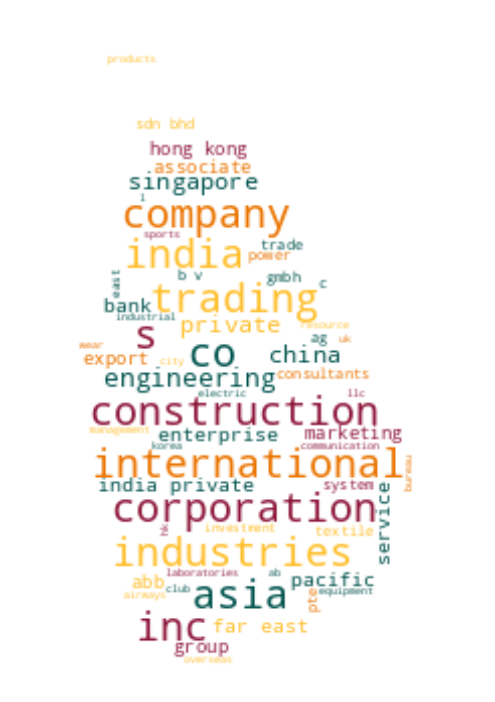 products
sdn bhd
hong kong
associate
singapore
l
company
sports
india
trade
power
east
b v
gmbh
c
bank
trading
industrial
s
private
resource
wear
ag
uk
export
city
co
china
engineering
consultants
electric
llc
construction
management
enterprise
marketing
korea
communication
international
bureau
india private
system
service
corporation
hk
investment
textile
industries
laboratories
ab
abb
club
pacific
airways
asia
pte
equipment
inc
far east
group
overseas